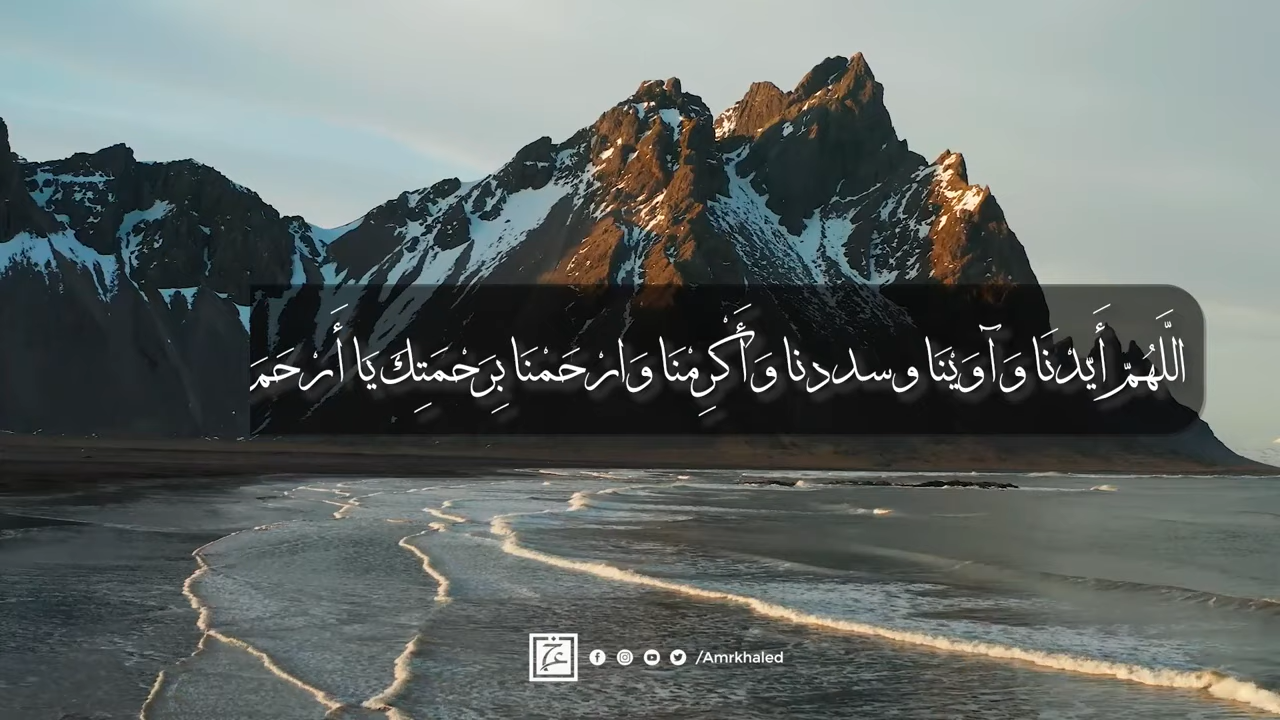 اللَّهُمّ أَيّدْنَا وَآوَيْنَا وسددنا وَأَكْرِمْنَا وَارْحَمْنَا بِرَحْمَتِكَ يَا أَرْحَمَ
/Amrkhaled